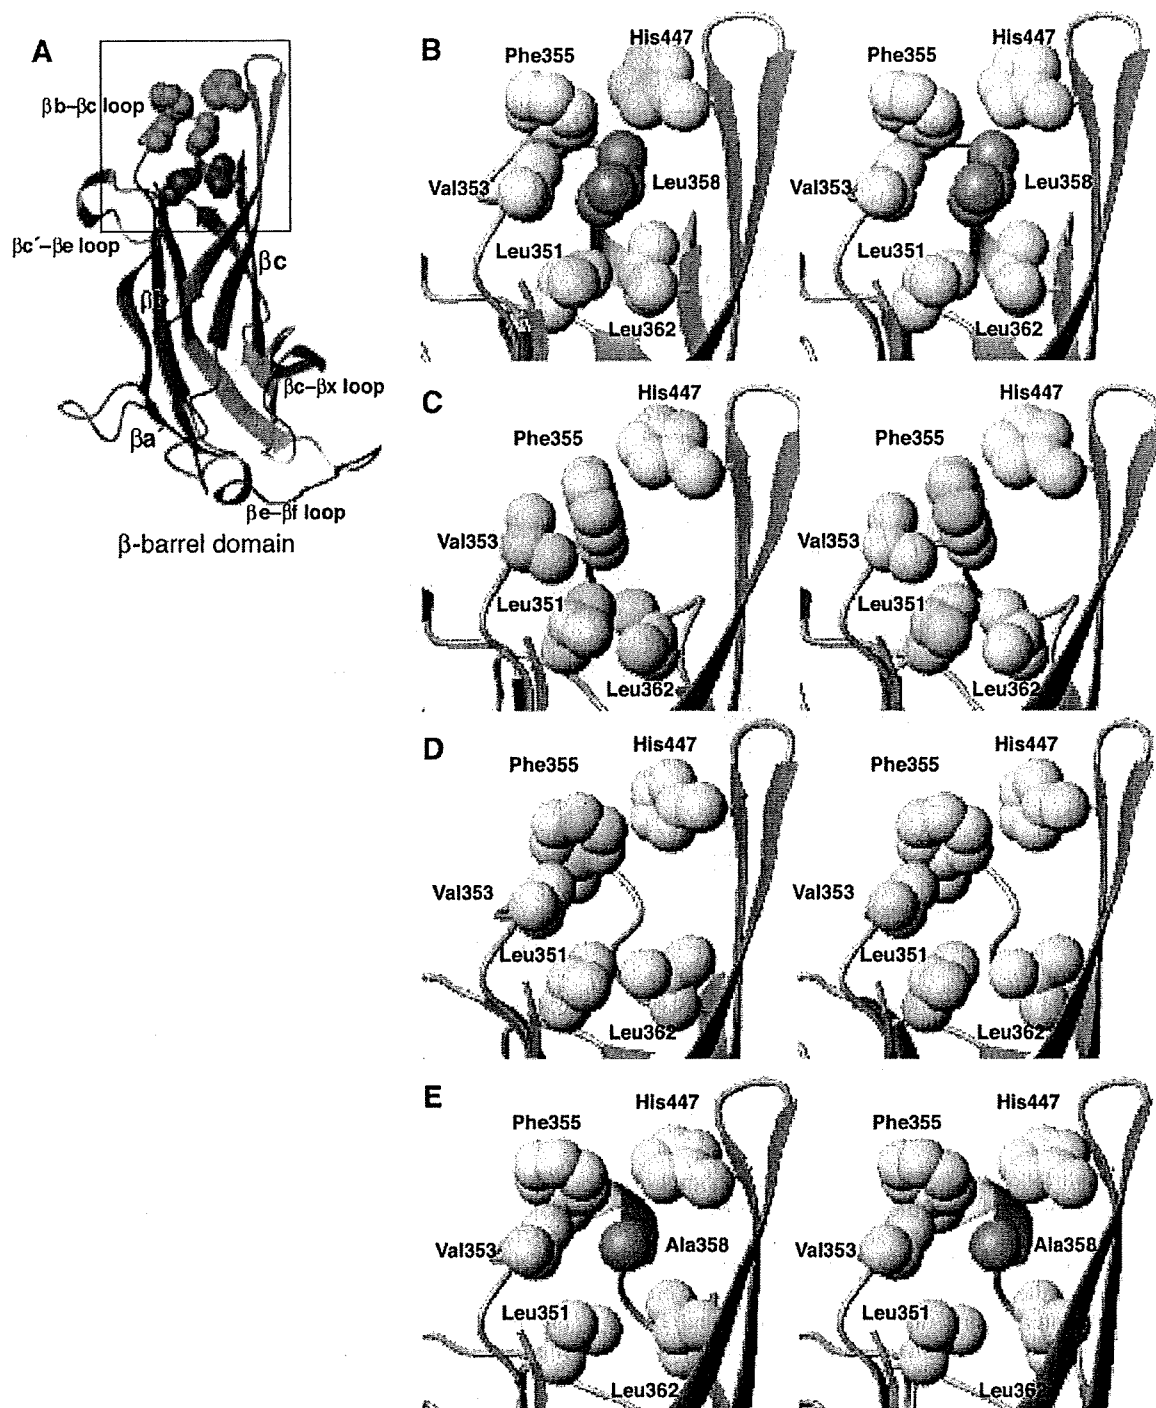 A
βb–βc loop
βc´–βe loop
βc
βb
βc–βx loop
βa
βe–βf loop
β-barrel domain
B
His447
His447
Phe355
Phe355
Val353
Leu358
Val353
Leu358
Leu351
Leu351
Leu362
Leu362
C
His447
His447
Phe355
Phe355
Val353
Val353
Leu351
Leu351
Leu362
Leu362
D
His447
His447
Phe355
Phe355
Val353
Val353
Leu351
Leu351
Leu362
Leu362
E
His447
His447
Phe355
Phe355
Val353
Ala358
Val353
Ala358
Leu351
Leu351
Leu362
Leu362